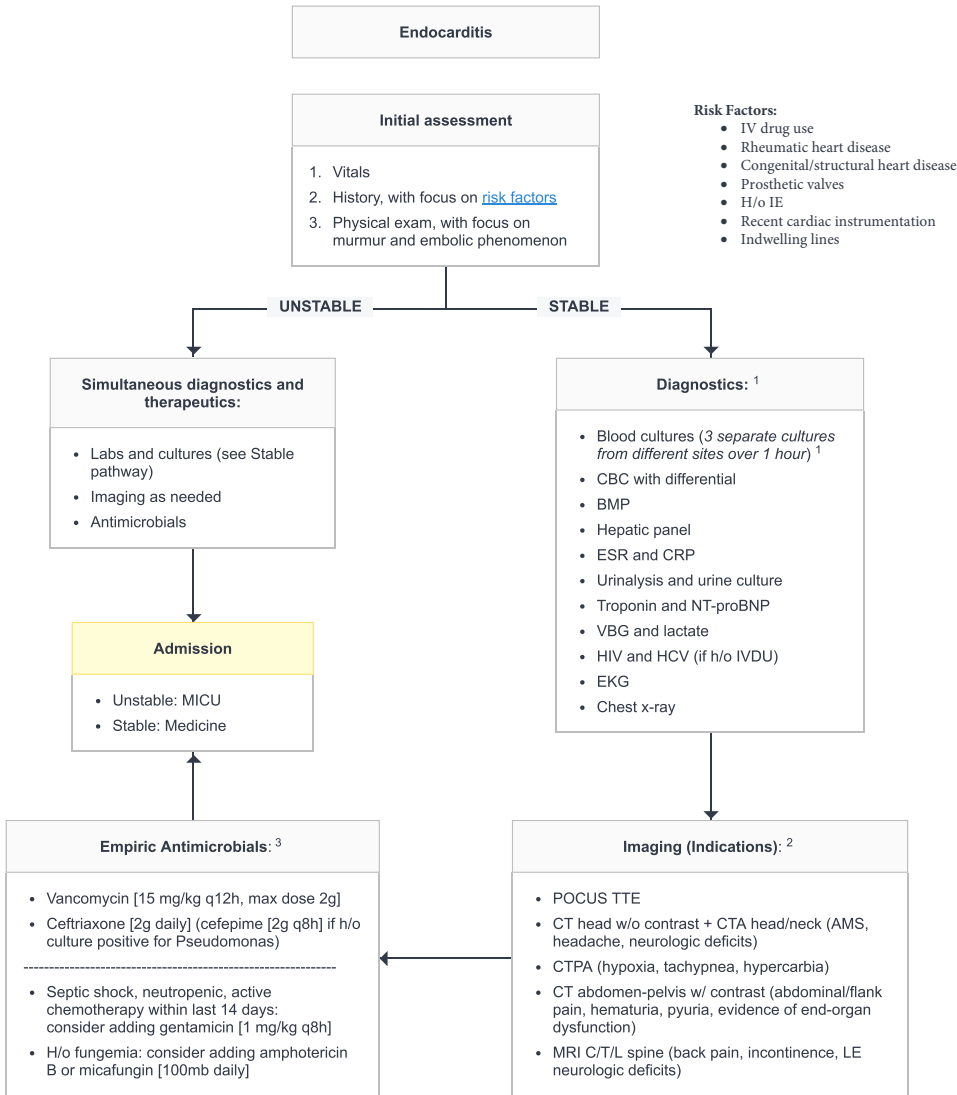 Endocarditis
Initial assessment
1. Vitals
2. History, with focus on risk factors
3. Physical exam, with focus on
murmur and embolic phenomenon
Risk Factors:
• IV drug use
• Rheumatic heart disease
• Congenital/structural heart disease
• Prosthetic valves
• H/o IE
• Recent cardiac instrumentation
• Indwelling lines
UNSTABLE
STABLE
Simultaneous diagnostics and
therapeutics:
• Labs and cultures (see Stable
pathway)
• Imaging as needed
• Antimicrobials
Diagnostics: 1
• Blood cultures (3 separate cultures
from different sites over 1 hour) 1
• CBC with differential
• BMP
• Hepatic panel
• ESR and CRP
• Urinalysis and urine culture
• Troponin and NT-proBNP
• VBG and lactate
• HIV and HCV (if h/o IVDU)
• EKG
• Chest x-ray
Admission
• Unstable: MICU
• Stable: Medicine
Empiric Antimicrobials: 3
• Vancomycin [15 mg/kg q12h, max dose 2g]
• Ceftriaxone [2g daily] (cefepime [2g q8h] if h/o
culture positive for Pseudomonas)
------------------------------------------------------------
• Septic shock, neutropenic, active
chemotherapy within last 14 days:
consider adding gentamicin [1 mg/kg q8h]
• H/o fungemia: consider adding amphotericin
B or micafungin [100mb daily]
Imaging (Indications): 2
• POCUS TTE
• CT head w/o contrast + CTA head/neck (AMS,
headache, neurologic deficits)
• CTPA (hypoxia, tachypnea, hypercarbia)
• CT abdomen-pelvis w/ contrast (abdominal/flank
pain, hematuria, pyuria, evidence of end-organ
dysfunction)
• MRI C/T/L spine (back pain, incontinence, LE
neurologic deficits)